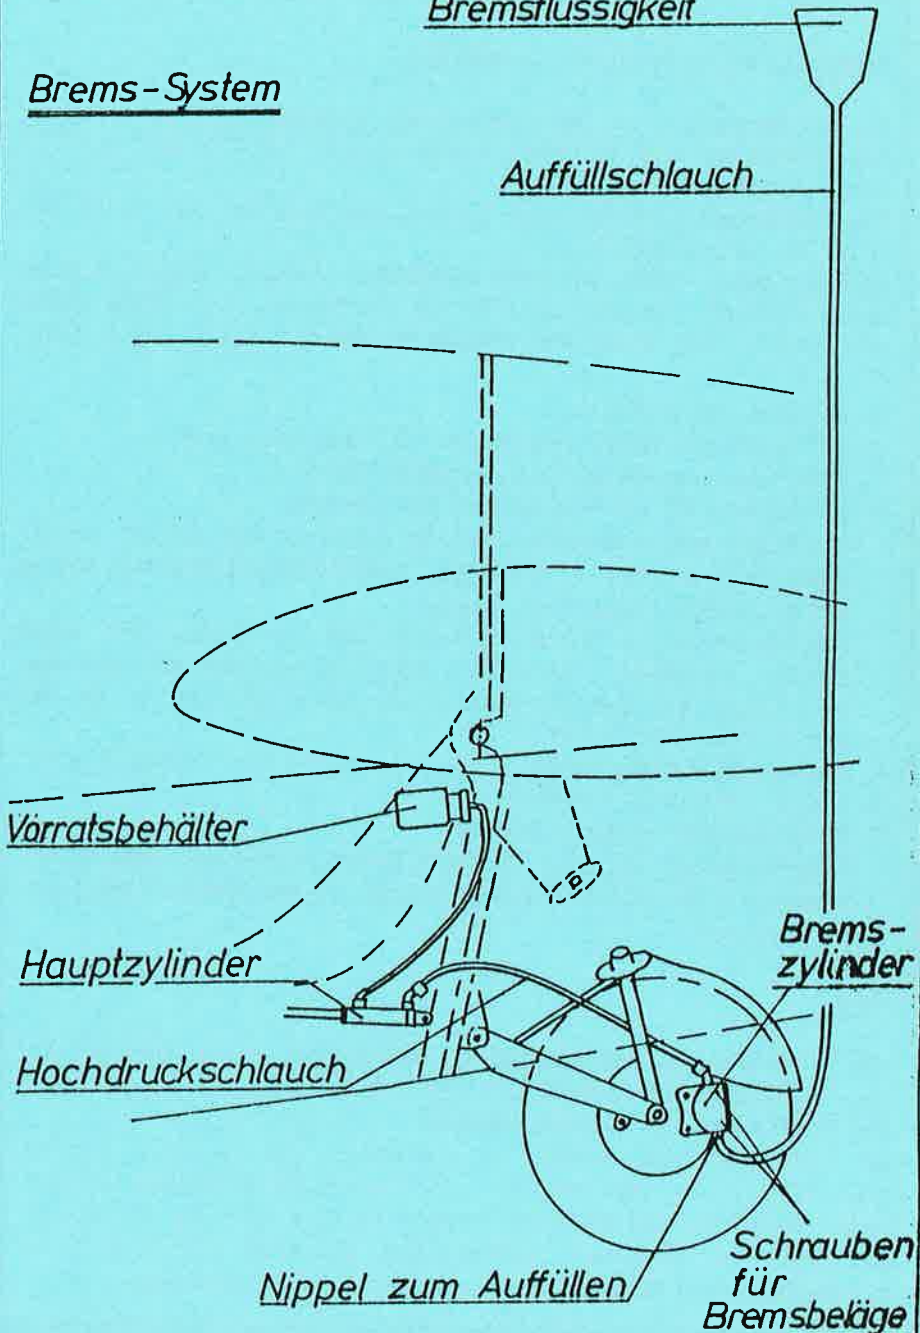 Bremsflüssigkeit
Brems-System
Auffüllschlauch
Vorratsbehälter
Hauptzylinder
Brems-
zylinder
Hochdruckschlauch
Schrauben
für
Bremsbeläge
Nippel zum Auffüllen